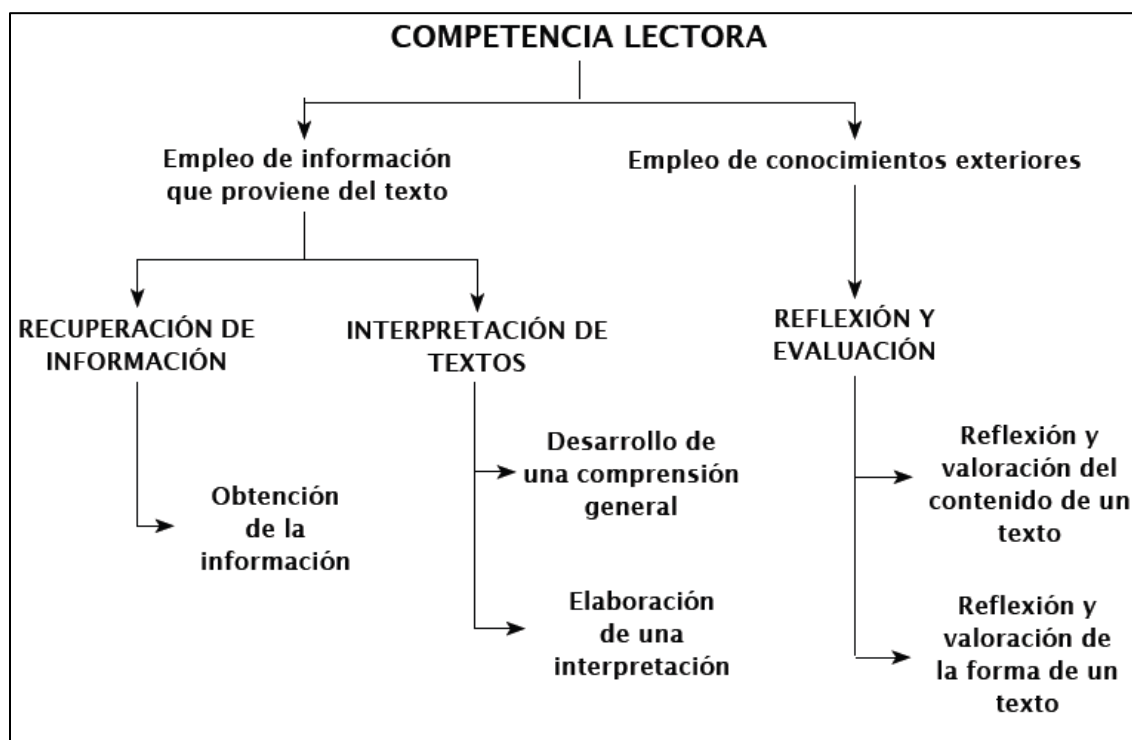 COMPETENCIA LECTORA
Empleo de información
que proviene del texto
Empleo de conocimientos exteriores
RECUPERACIÓN DE
INFORMACIÓN
INTERPRETACIÓN DE
TEXTOS
REFLEXIÓN Y
EVALUACIÓN
Obtención
de la
información
Desarrollo de
una comprensión
general
Elaboración
de una
interpretación
Reflexión y
valoración del
contenido de un
texto
Reflexión y
valoración de
la forma de un
texto